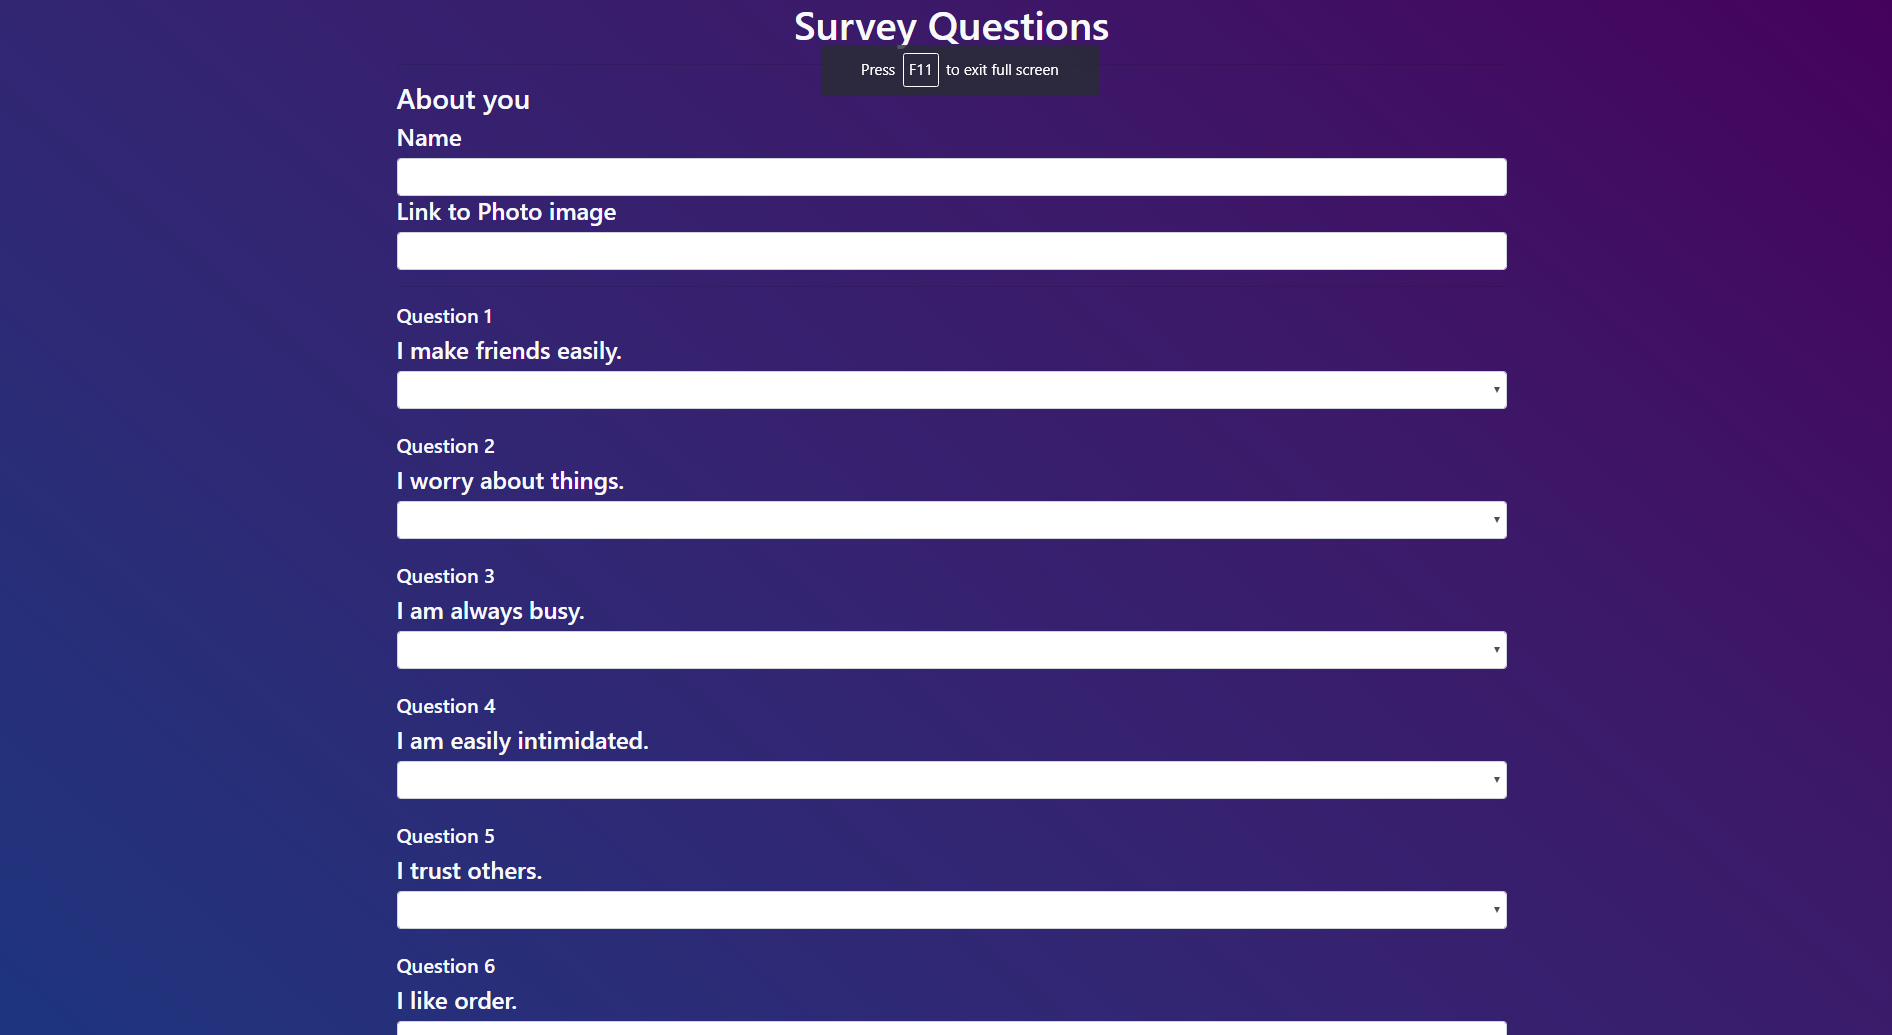 Survey Questions
Press F11 to exit full screen
About you
Name
Link to Photo image
Question 1
I make friends easily.
Question 2
I worry about things.
Question 3
I am always busy.
Question 4
I am easily intimidated.
Question 5
I trust others.
Question 6
I like order.